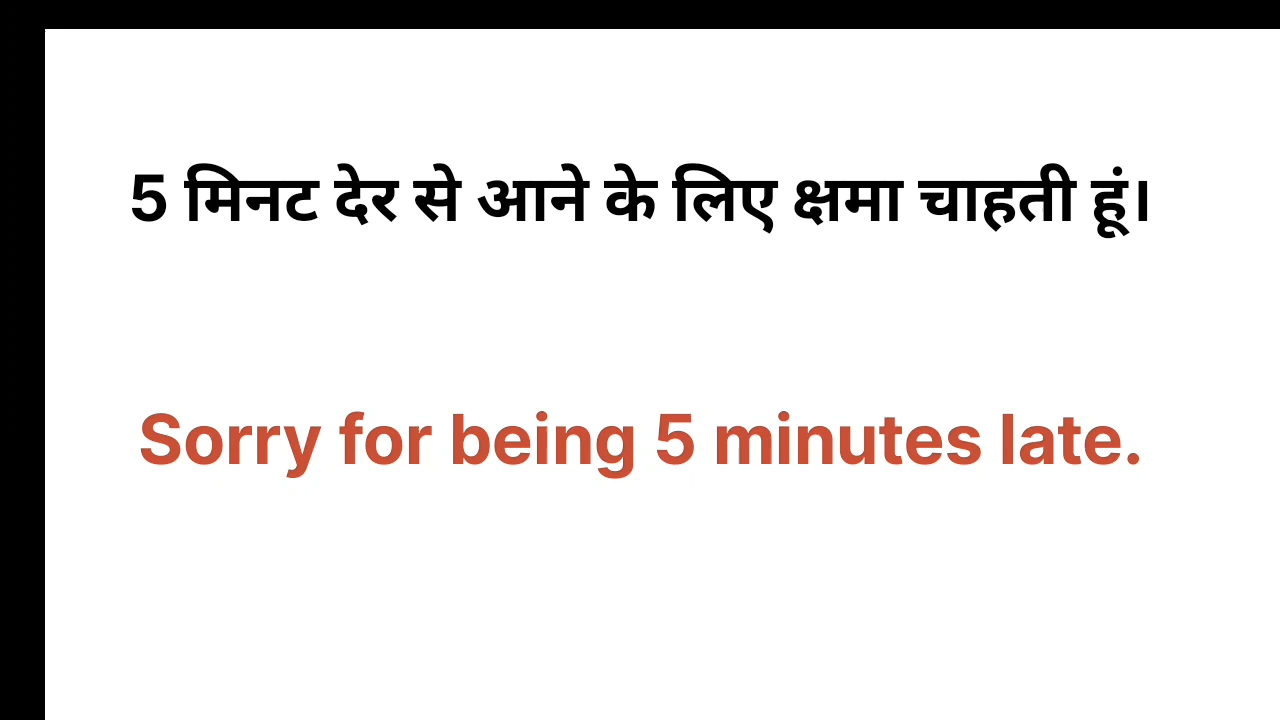 5 मिनट देर से आने के लिए क्षमा चाहती हूं।
Sorry for being 5 minutes late.